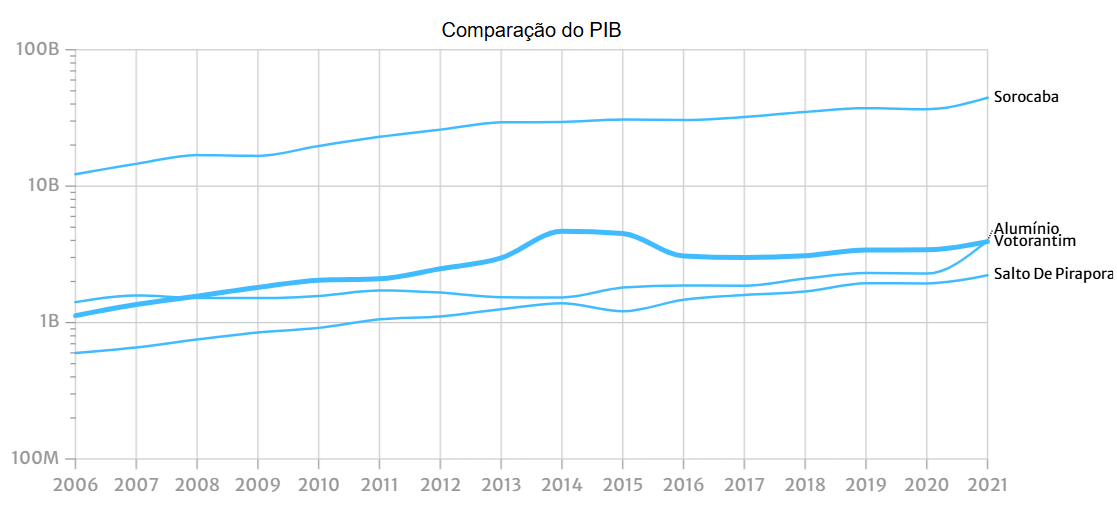 Comparação do PIB
100B
10B
1B
100M
Sorocaba
Alumínio
Votorantim
Salto De Pirapora
2006 2007 2008 2009 2010 2011 2012 2013 2014 2015 2016 2017 2018 2019 2020 2021